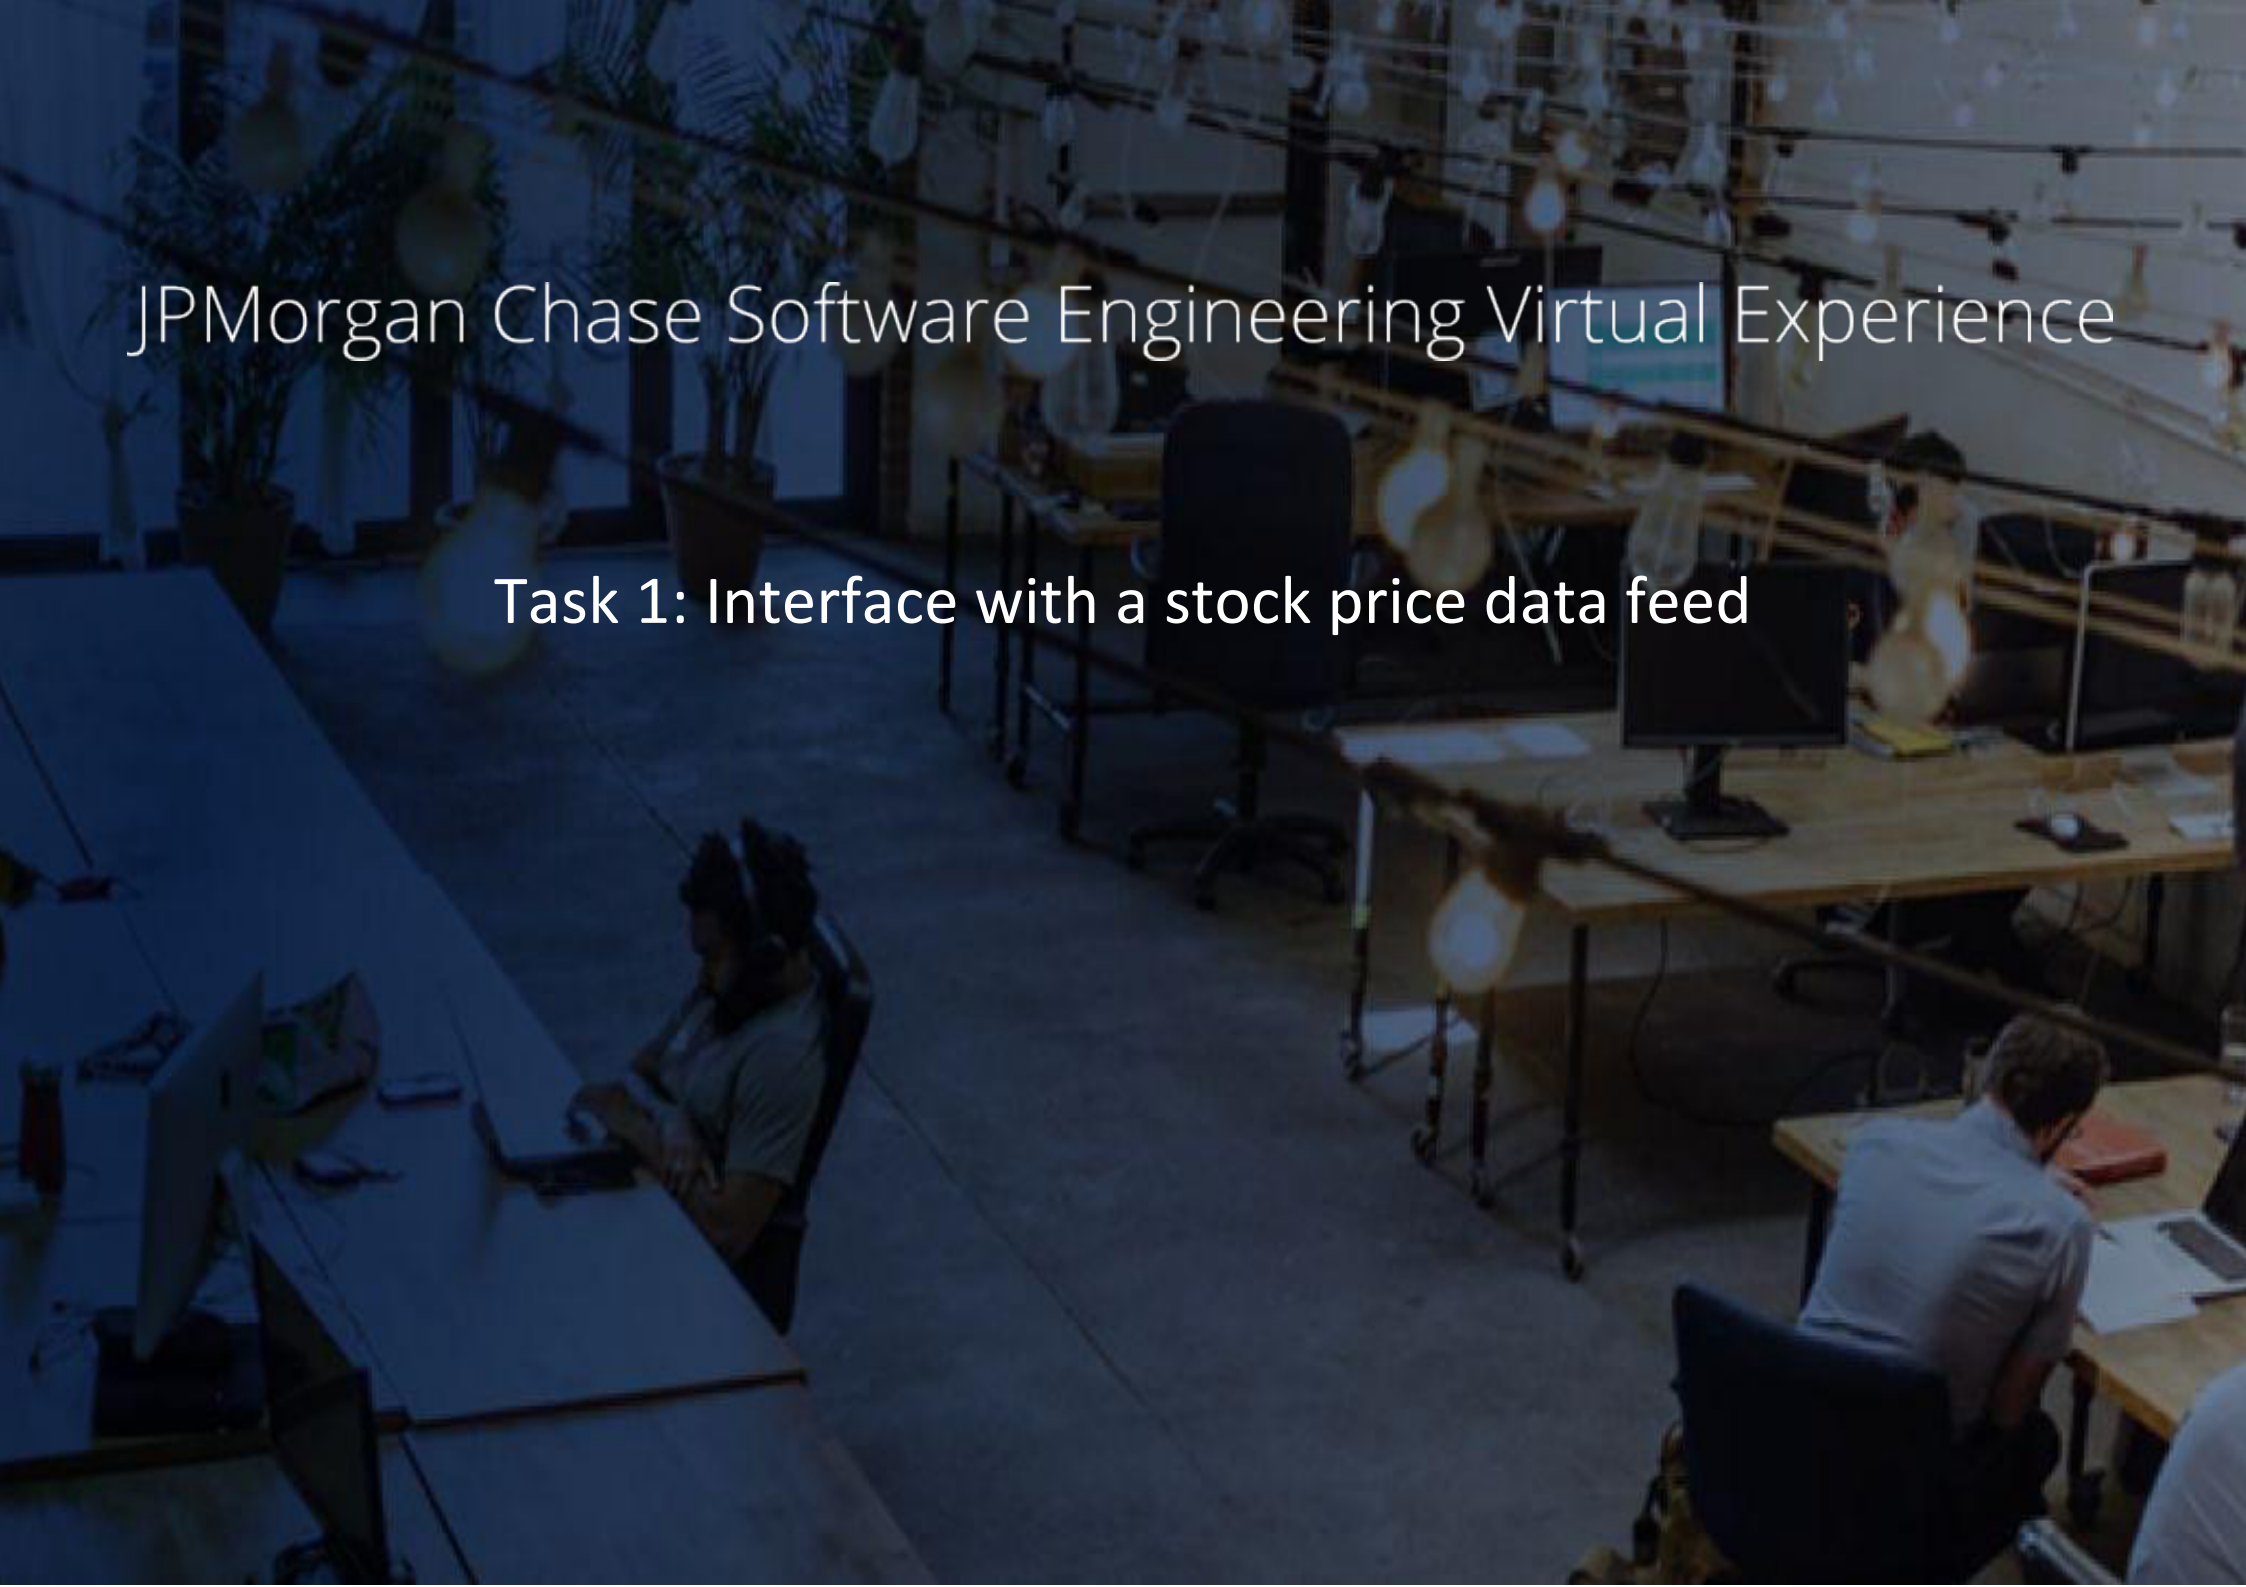 JPMorgan Chase Software Engineering Virtual Experience
Task 1: Interface with a stock price data feed